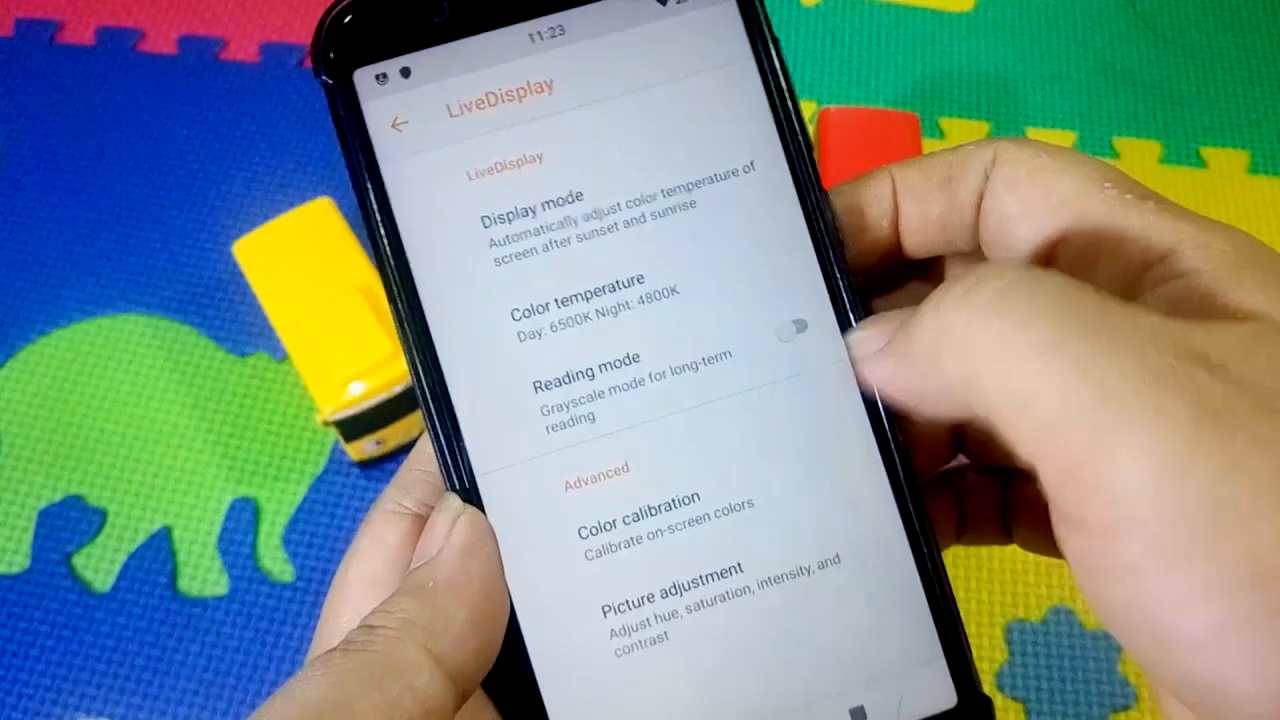 11:23
LiveDisplay
LiveDisplay
Display mode
Automatically adjust color temperature of
screen after sunset and sunrise
Color temperature
Day: 6500K Night: 4800K
Reading mode
Grayscale mode for long-term
reading
Advanced
Color calibration
Calibrate on-screen colors
Picture adjustment
Adjust hue, saturation, intensity, and
contrast